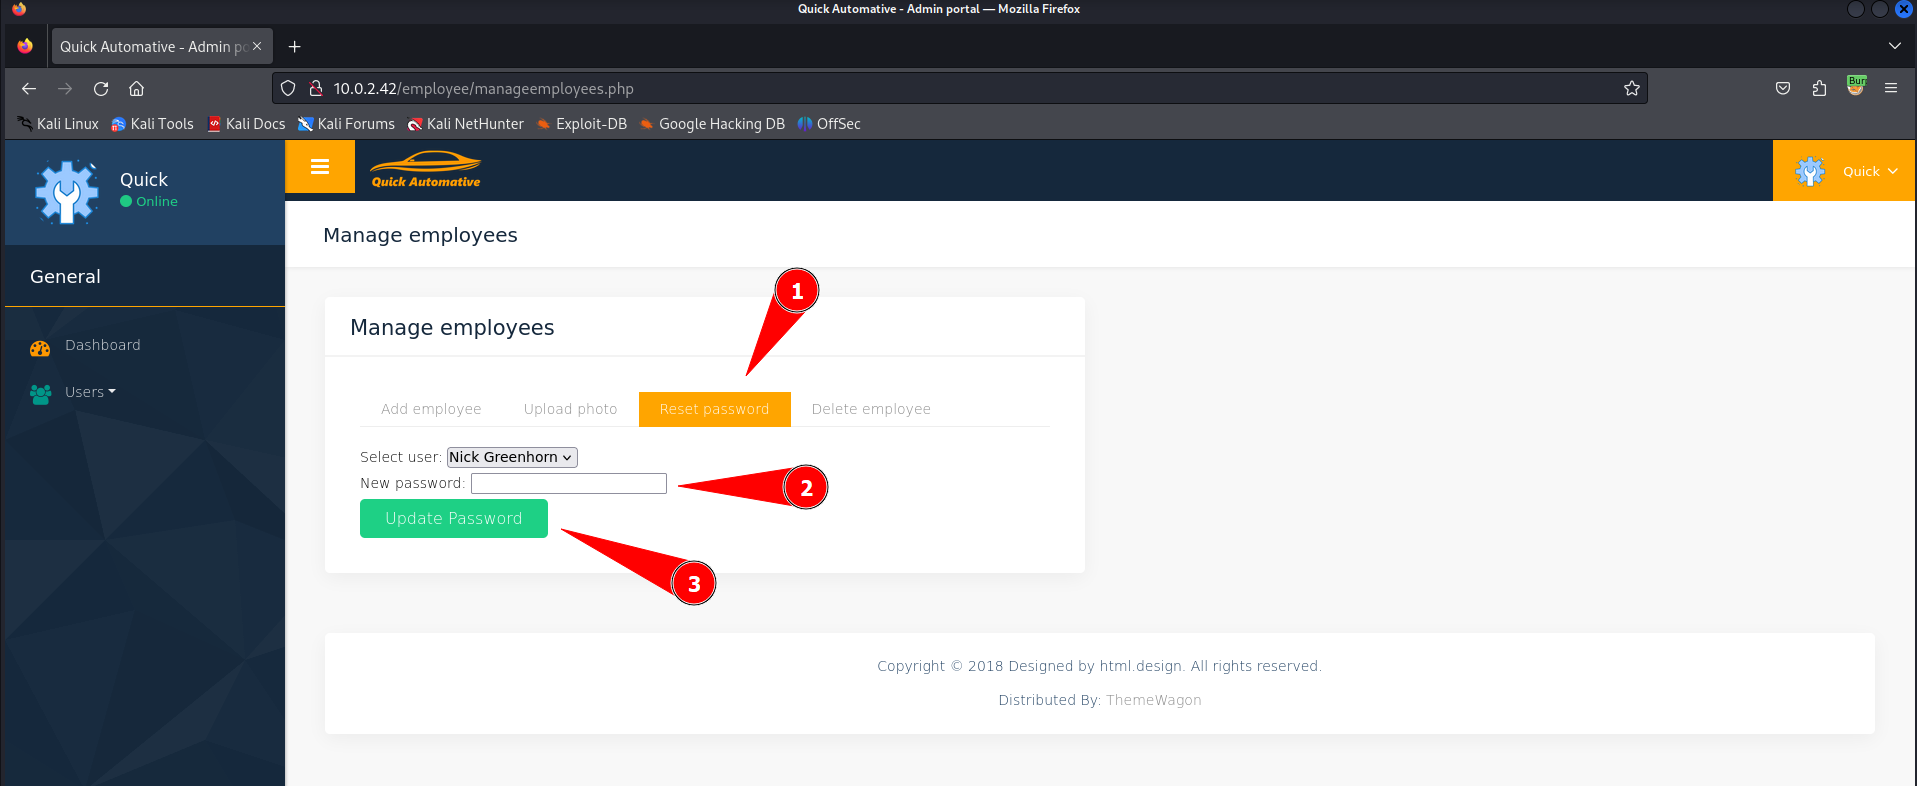 Quick Automative - Admin portal — Mozilla Firefox
Quick Automative - Admin po
10.0.2.42/employee/manageemployees.php
Kali Linux Kali Tools Kali Docs Kali Forums Kali NetHunter Exploit-DB Google Hacking DB OffSec
Quick
Online
Quick Automative
Quick
Manage employees
General
Dashboard
Users
1
Manage employees
Add employee Upload photo Reset password Delete employee
Select user: Nick Greenhorn
New password:
2
Update Password
3
Copyright © 2018 Designed by html.design. All rights reserved.
Distributed By: ThemeWagon